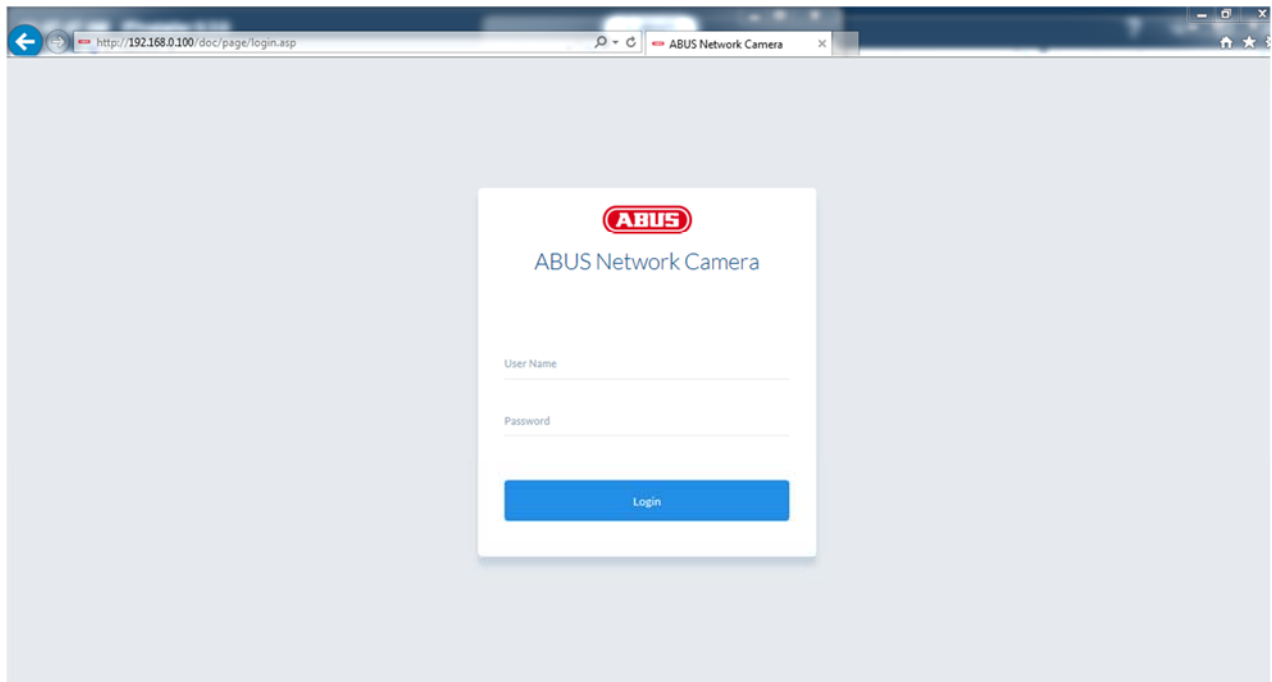 http://192.168.0.100/doc/page/login.asp
ABUS Network Camera
ABUS
ABUS Network Camera
User Name
Password
Login